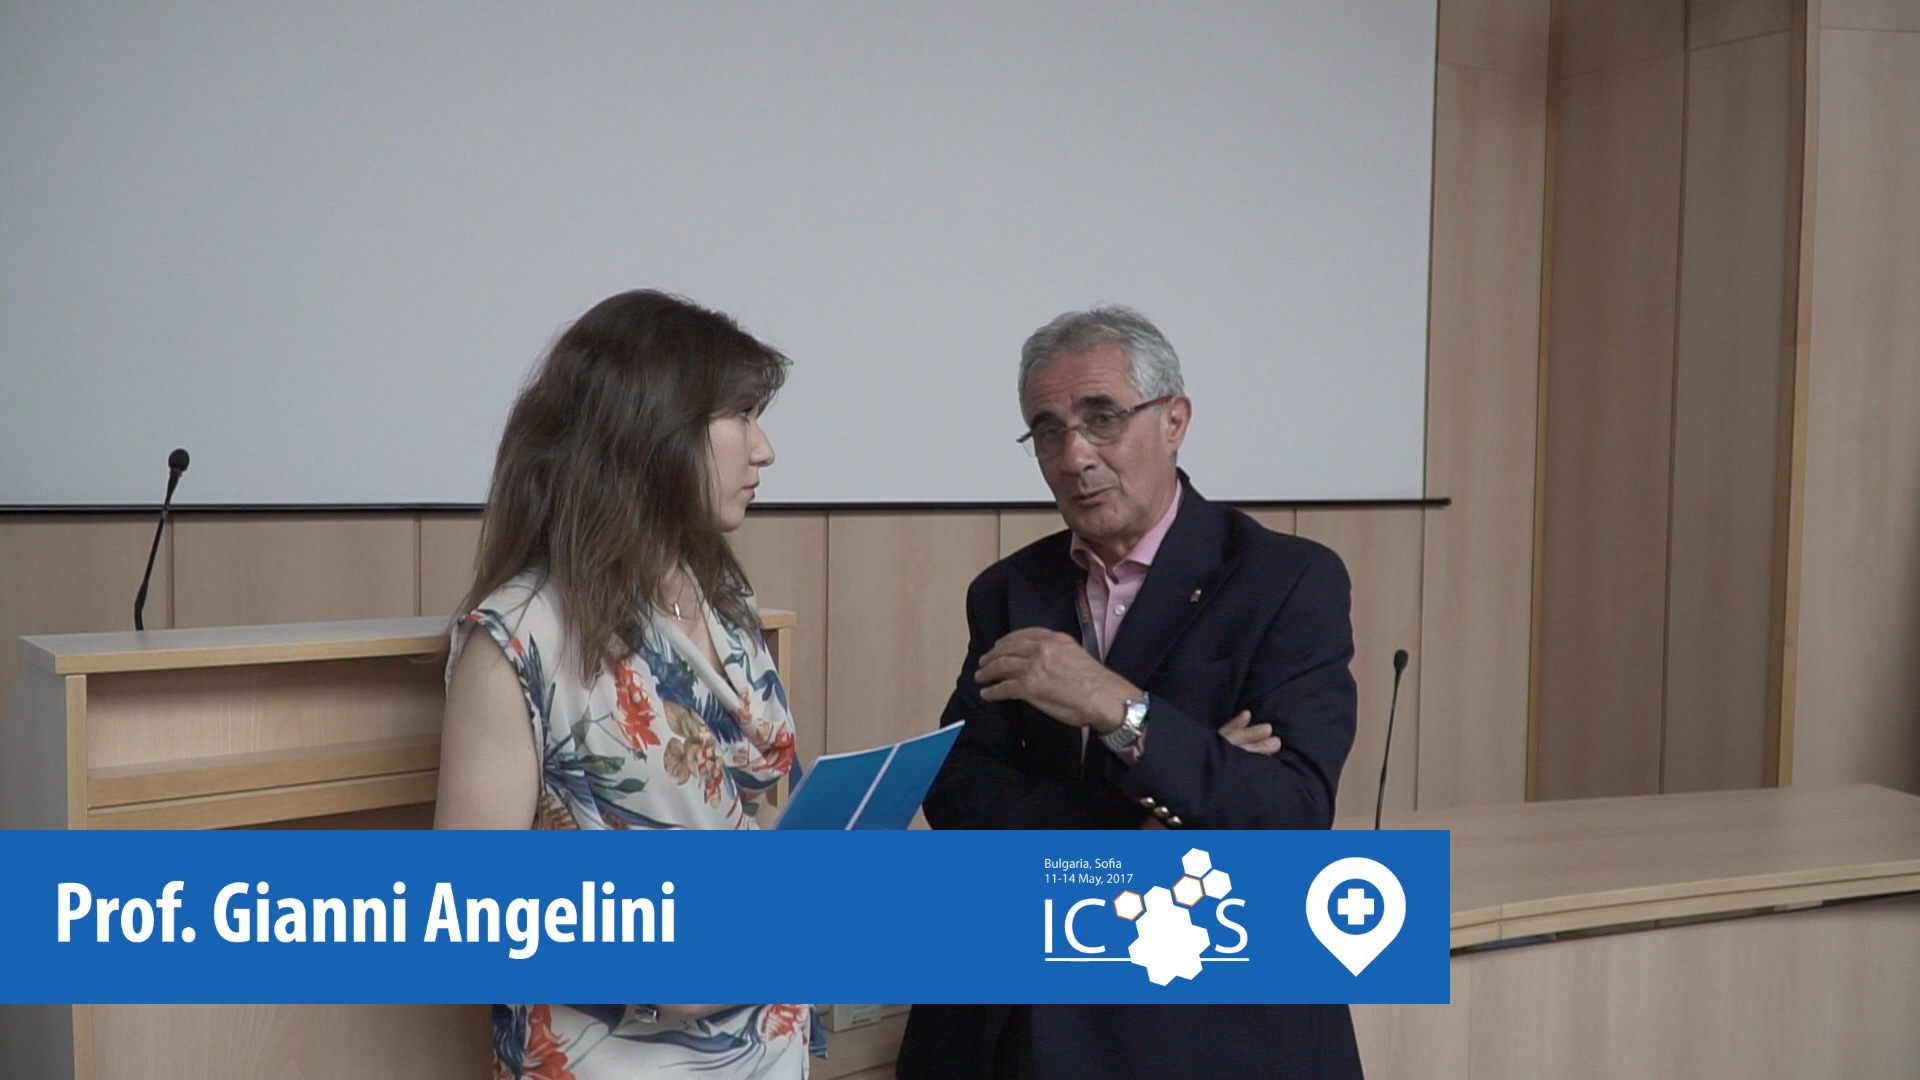 Prof. Gianni Angelini
Bulgaria, Sofia
11-14 May, 2017
IC S